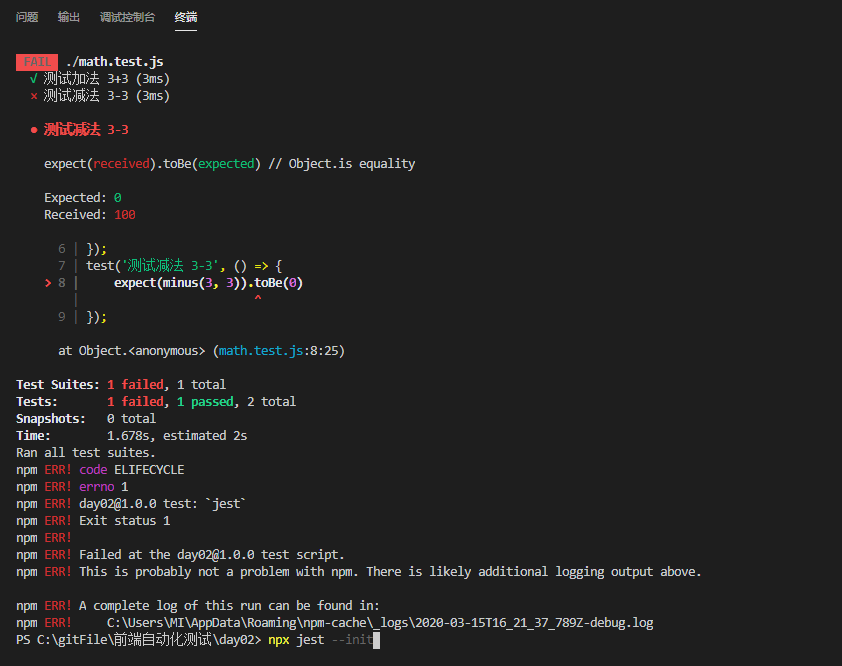 问题 输出 调试控制台 终端
FAIL ./math.test.js
√ 测试加法 3+3 (3ms)
× 测试减法 3-3 (3ms)
● 测试减法 3-3
expect(received).toBe(expected) // Object.is equality
Expected: 0
Received: 100
6 | });
7 | test('测试减法 3-3', () => {
> 8 |     expect(minus(3, 3)).toBe(0)
|                         ^
9 | });
at Object.<anonymous> (math.test.js:8:25)
Test Suites: 1 failed, 1 total
Tests:       1 failed, 1 passed, 2 total
Snapshots:   0 total
Time:        1.678s, estimated 2s
Ran all test suites.
npm ERR! code ELIFECYCLE
npm ERR! errno 1
npm ERR! day02@1.0.0 test: `jest`
npm ERR! Exit status 1
npm ERR!
npm ERR! Failed at the day02@1.0.0 test script.
npm ERR! This is probably not a problem with npm. There is likely additional logging output above.
npm ERR! A complete log of this run can be found in:
npm ERR!     C:\Users\MI\AppData\Roaming\npm-cache\_logs\2020-03-15T16_21_37_789Z-debug.log
PS C:\gitFile\前端自动化测试\day02> npx jest --init